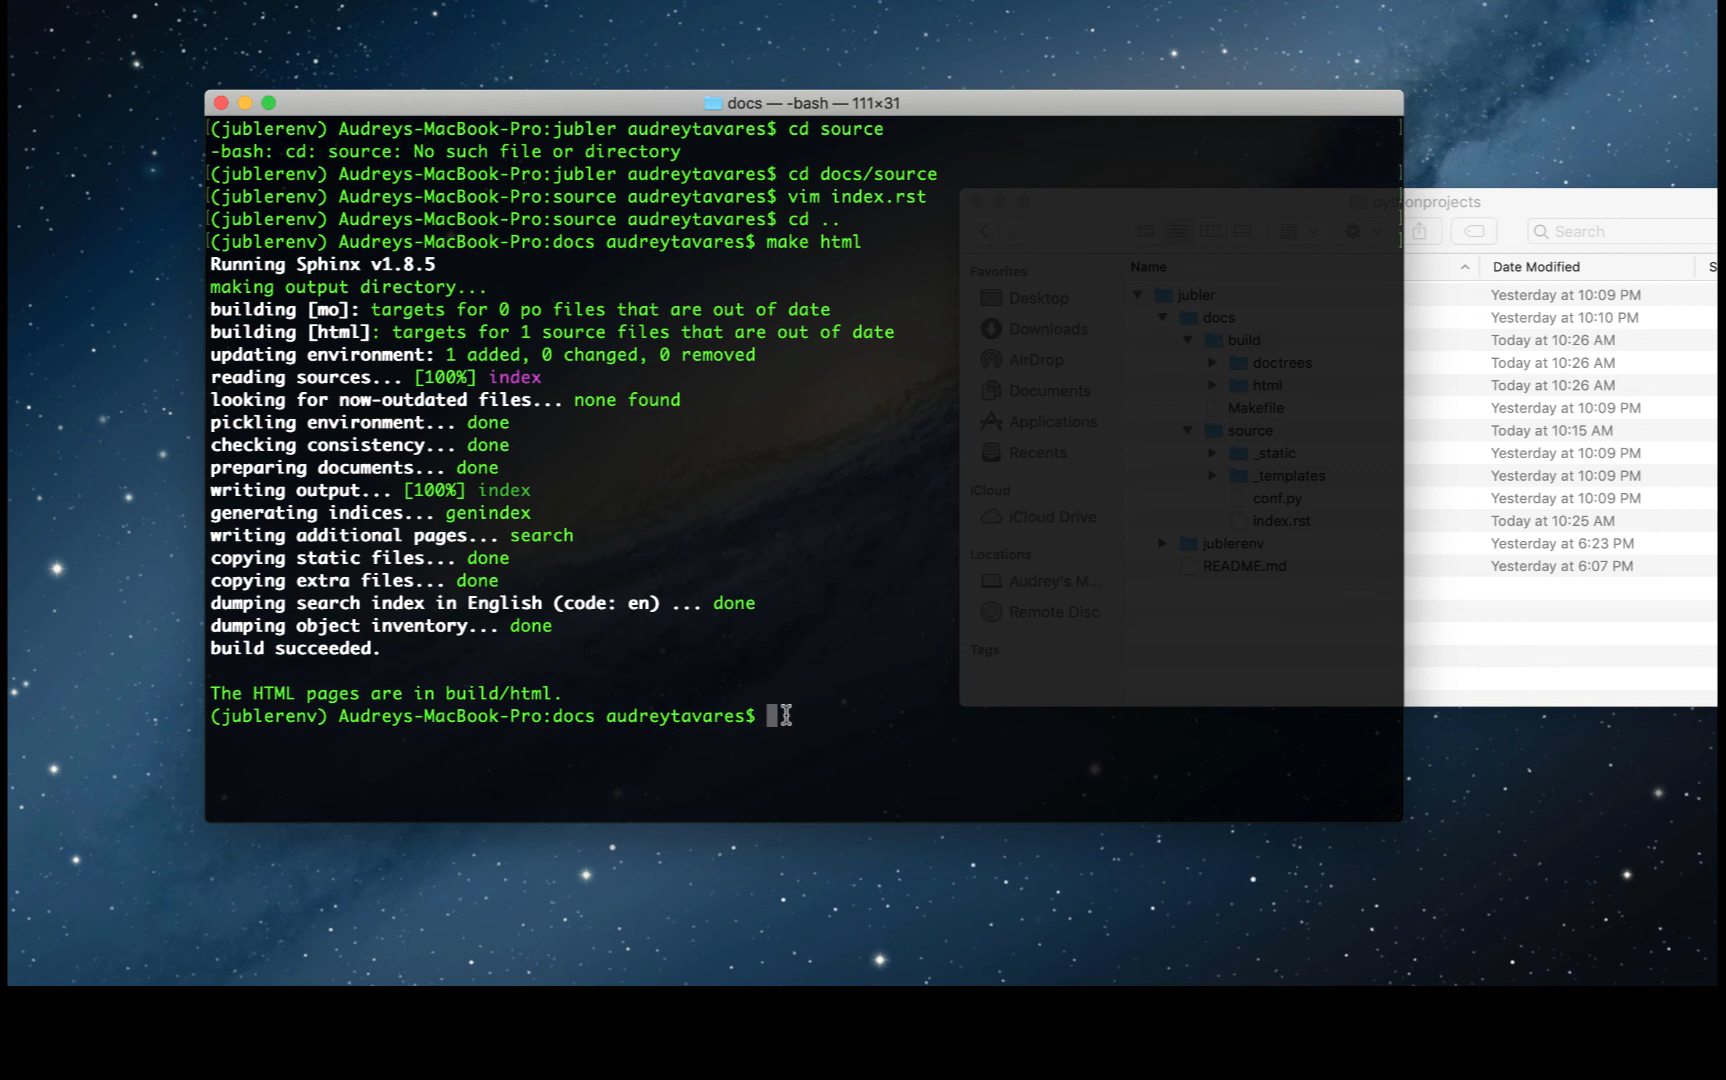 docs — -bash — 111×31
(jublerenv) Audreys-MacBook-Pro:jubler audreytavares$ cd source
-bash: cd: source: No such file or directory
(jublerenv) Audreys-MacBook-Pro:jubler audreytavares$ cd docs/source
(jublerenv) Audreys-MacBook-Pro:source audreytavares$ vim index.rst
(jublerenv) Audreys-MacBook-Pro:source audreytavares$ cd ..
(jublerenv) Audreys-MacBook-Pro:docs audreytavares$ make html
Running Sphinx v1.8.5
making output directory...
building [mo]: targets for 0 po files that are out of date
building [html]: targets for 1 source files that are out of date
updating environment: 1 added, 0 changed, 0 removed
reading sources... [100%] index
looking for now-outdated files... none found
pickling environment... done
checking consistency... done
preparing documents... done
writing output... [100%] index
generating indices... genindex
writing additional pages... search
copying static files... done
copying extra files... done
dumping search index in English (code: en) ... done
dumping object inventory... done
build succeeded.
The HTML pages are in build/html.
(jublerenv) Audreys-MacBook-Pro:docs audreytavares$
pythonprojects
Search
Favorites
Desktop
Downloads
AirDrop
Documents
Applications
Recents
iCloud
iCloud Drive
Locations
Audrey's M...
Remote Disc
Tags
Name Date Modified S
jubler Yesterday at 10:09 PM
docs Yesterday at 10:10 PM
build Today at 10:26 AM
doctrees Today at 10:26 AM
html Today at 10:26 AM
Makefile Yesterday at 10:09 PM
source Today at 10:15 AM
_static Yesterday at 10:09 PM
_templates Yesterday at 10:09 PM
conf.py Yesterday at 10:09 PM
index.rst Today at 10:25 AM
jublerenv Yesterday at 6:23 PM
README.md Yesterday at 6:07 PM